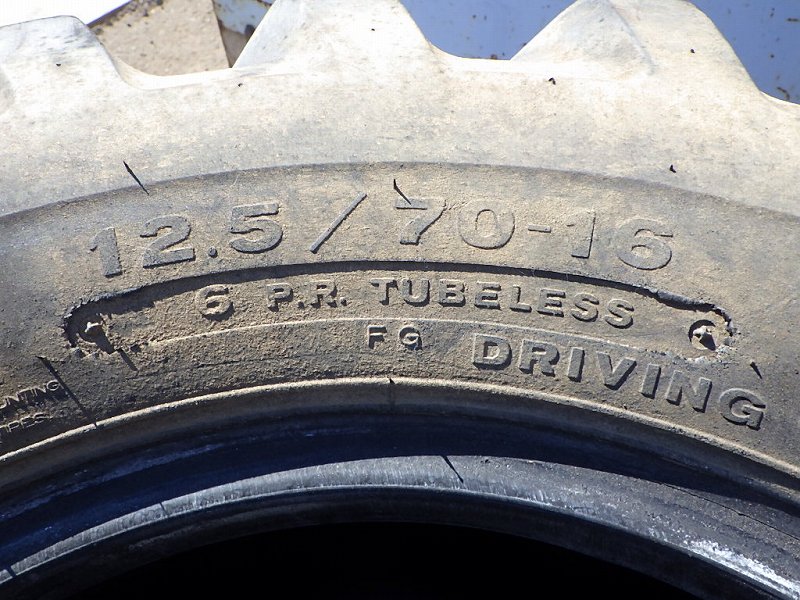 12.5/70-16
6 P.R. TUBELESS
FG DRIVING